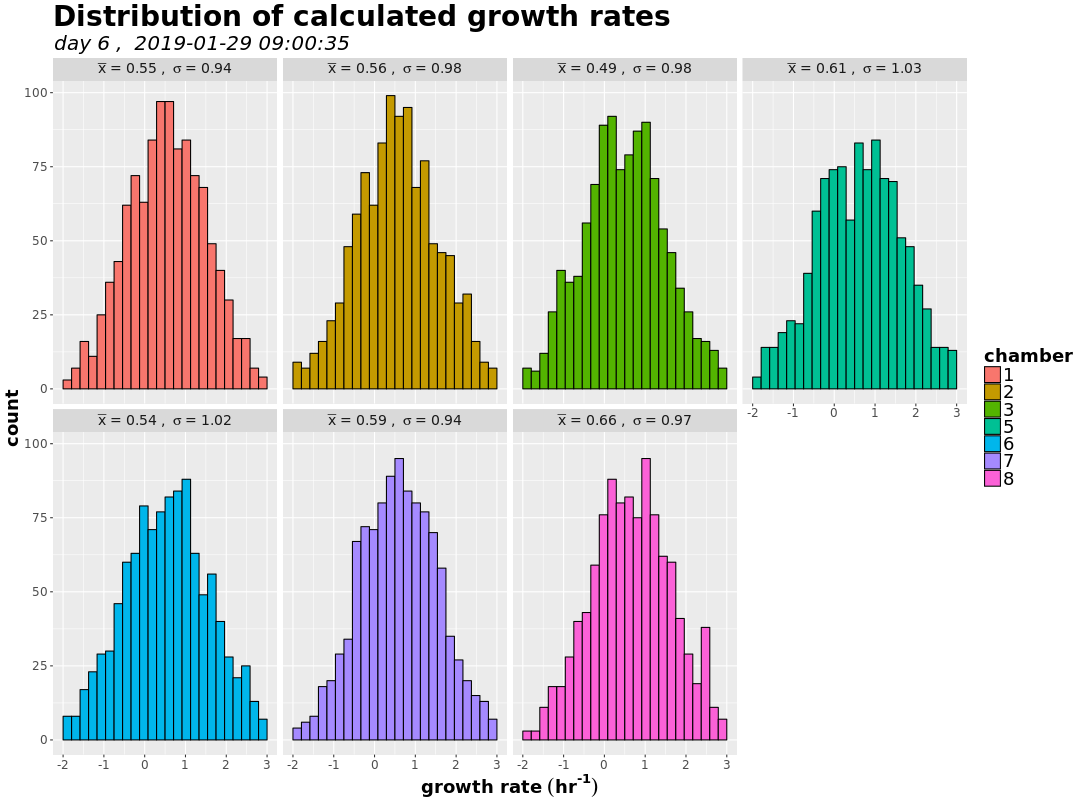 Distribution of calculated growth rates
day 6 ,  2019-01-29 09:00:35
x̅ = 0.55 ,  σ = 0.94
x̅ = 0.56 ,  σ = 0.98
x̅ = 0.49 ,  σ = 0.98
x̅ = 0.61 ,  σ = 1.03
100
75
50
25
0
-2 -1 0 1 2 3
x̅ = 0.54 ,  σ = 1.02
x̅ = 0.59 ,  σ = 0.94
x̅ = 0.66 ,  σ = 0.97
100
75
50
25
0
-2 -1 0 1 2 3
-2 -1 0 1 2 3
-2 -1 0 1 2 3
count
growth rate (hr⁻¹)
chamber
1
2
3
5
6
7
8